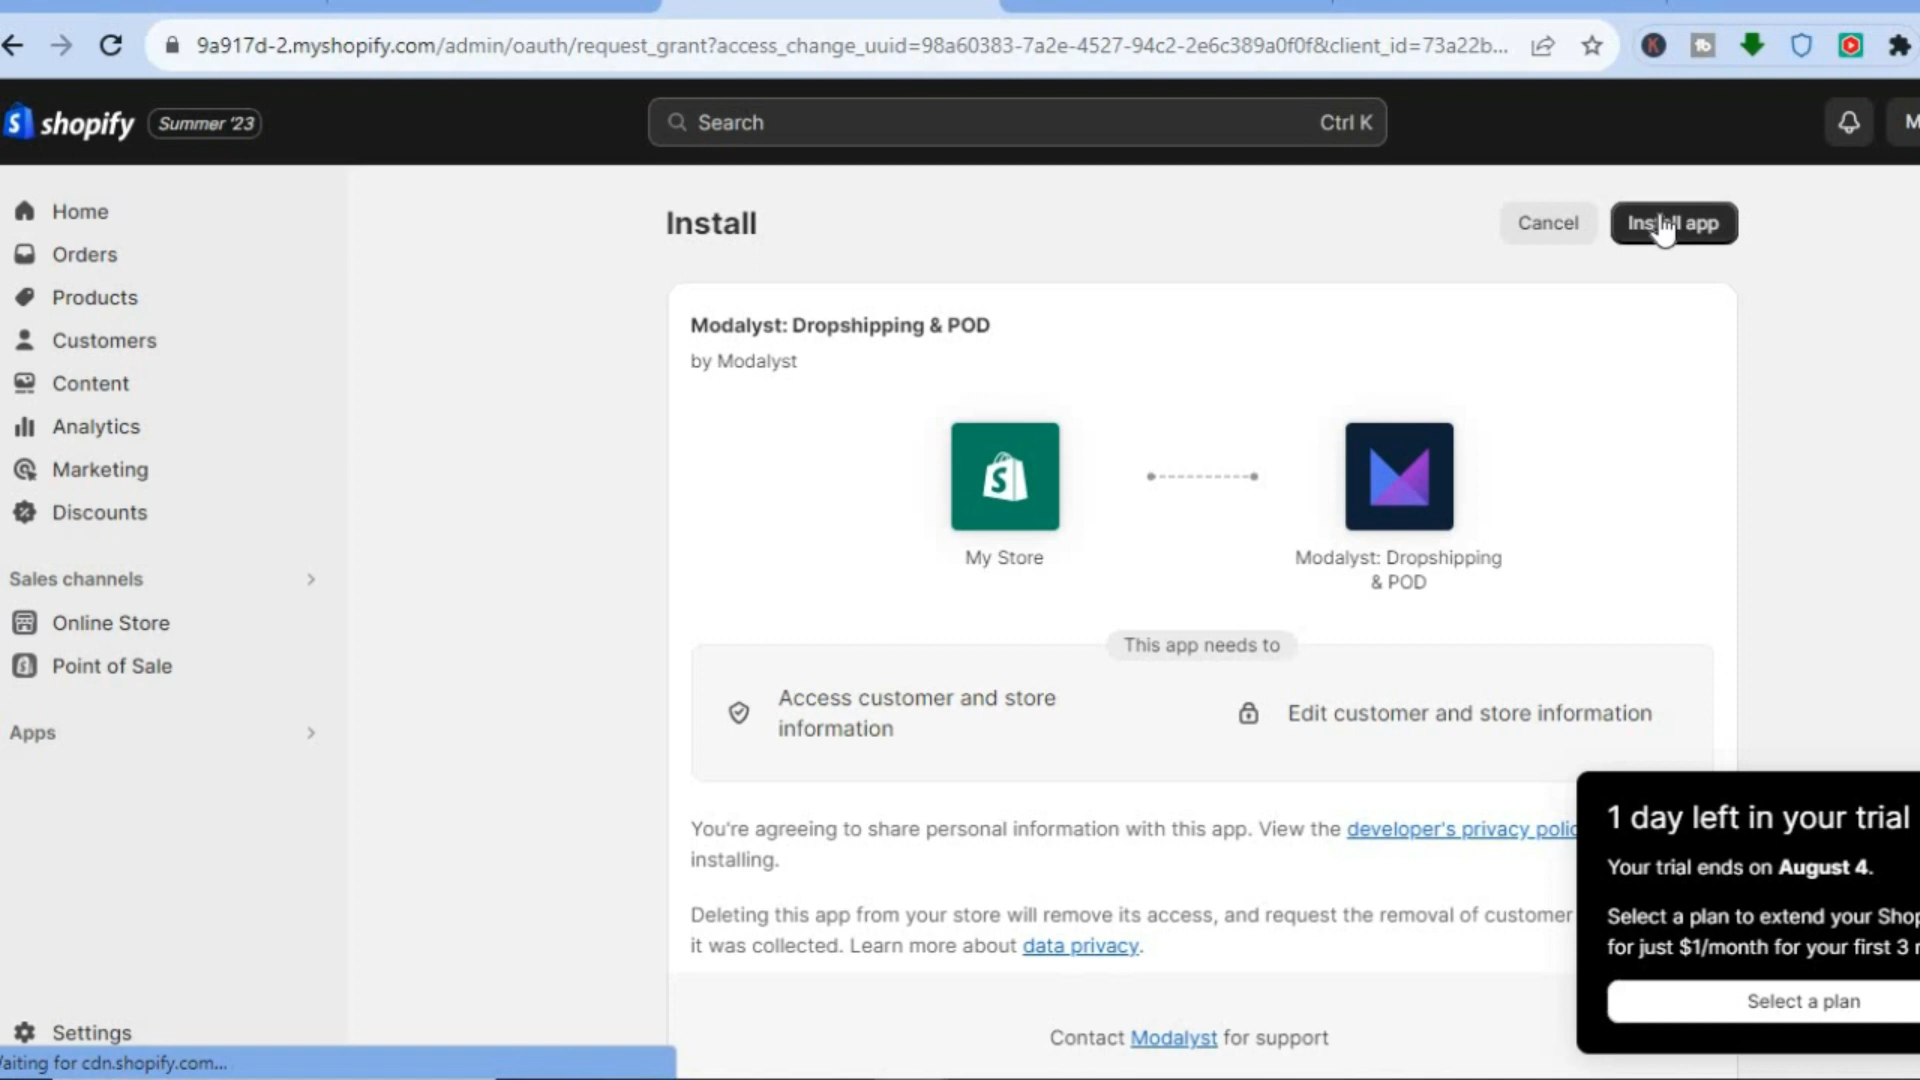 9a917d-2.myshopify.com/admin/oauth/request_grant?access_change_uuid=98a60383-7a2e-4527-94c2-2e6c389a0f0f&client_id=73a22b...
shopify
Summer '23
Search
Ctrl K
M
Home
Orders
Products
Customers
Content
Analytics
Marketing
Discounts
Sales channels
Online Store
Point of Sale
Apps
Settings
Install
Cancel
Install app
Modalyst: Dropshipping & POD
by Modalyst
My Store
Modalyst: Dropshipping
& POD
This app needs to
Access customer and store
information
Edit customer and store information
You're agreeing to share personal information with this app. View the developer's privacy polic
installing.
Deleting this app from your store will remove its access, and request the removal of customer
it was collected. Learn more about data privacy.
Contact Modalyst for support
1 day left in your trial
Your trial ends on August 4.
Select a plan to extend your Shop
for just $1/month for your first 3
Select a plan
aiting for cdn.shopify.com...